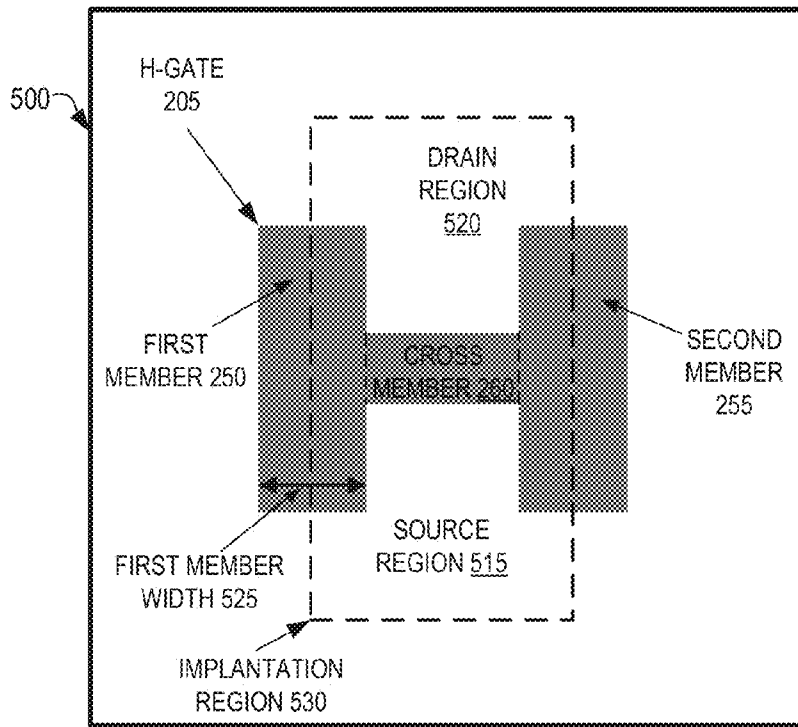 H-GATE
205
500
DRAIN
REGION
520
FIRST
MEMBER 250
CROSS
MEMBER 260
SECOND
MEMBER
255
SOURCE
REGION 515
FIRST MEMBER
WIDTH 525
IMPLANTATION
REGION 530